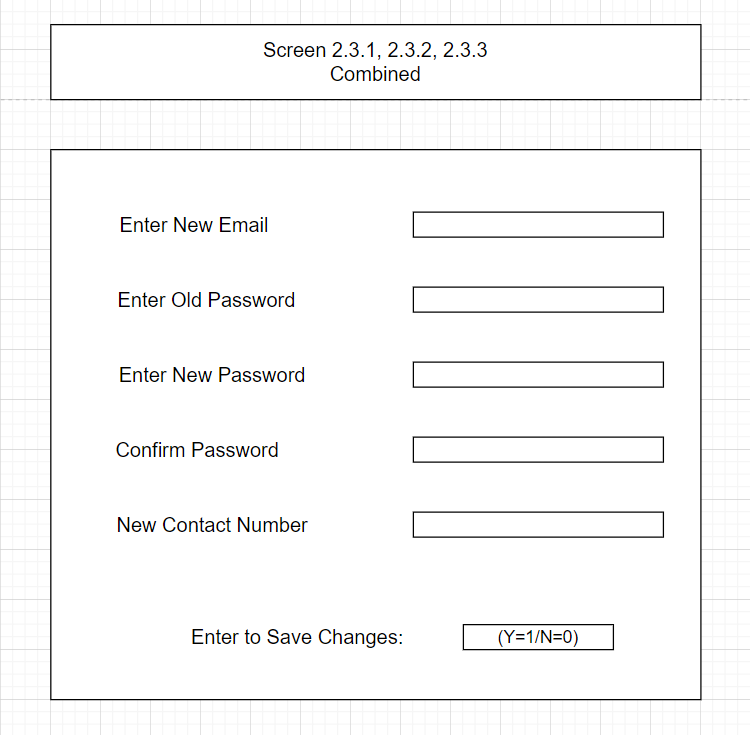 Screen 2.3.1, 2.3.2, 2.3.3
Combined
Enter New Email
Enter Old Password
Enter New Password
Confirm Password
New Contact Number
Enter to Save Changes: (Y=1/N=0)